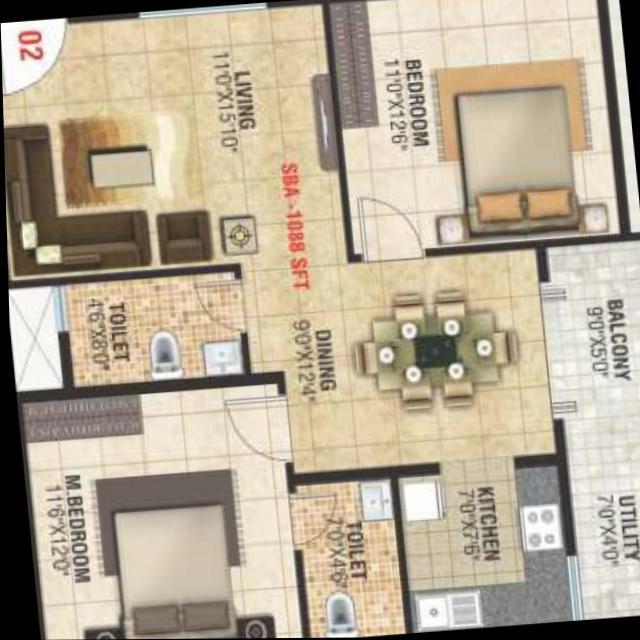 02
LIVING
11'0"X15'10"
BEDROOM
11'0"X12'6"
SBA -1088 SFT
TOILET
4'6"X8'0"
DINING
9'0"X12'4"
BALCONY
9'0"X5'0"
M.BEDROOM
11'6"X12'0"
TOILET
7'0"X4'6"
KITCHEN
7'0"X7'6"
UTILITY
7'0"X4'0"